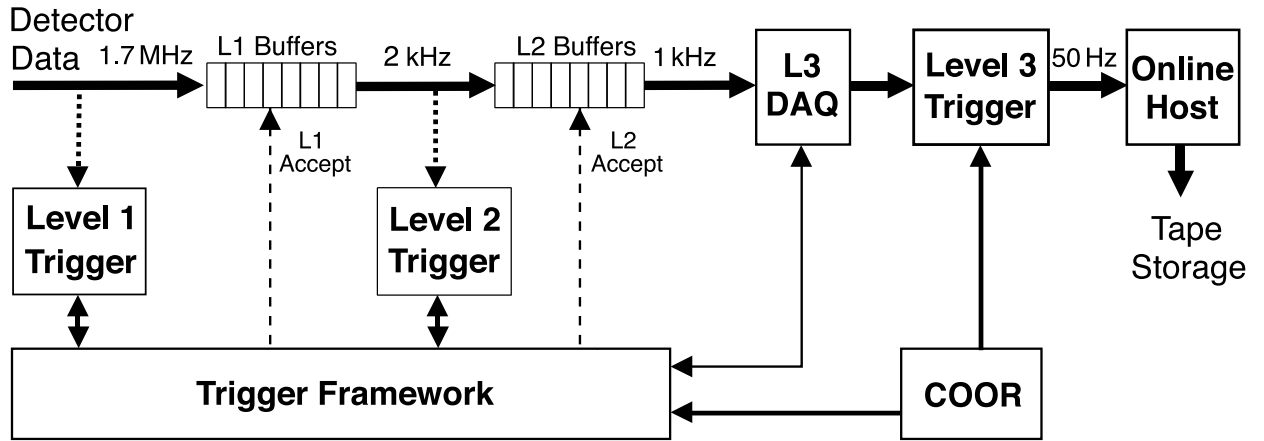 Detector
Data
1.7 MHz
L1 Buffers
2 kHz
L2 Buffers
1 kHz
L3
DAQ
Level 3
Trigger
50 Hz
Online
Host
L1
Accept
L2
Accept
Level 1
Trigger
Level 2
Trigger
Tape
Storage
Trigger Framework
COOR